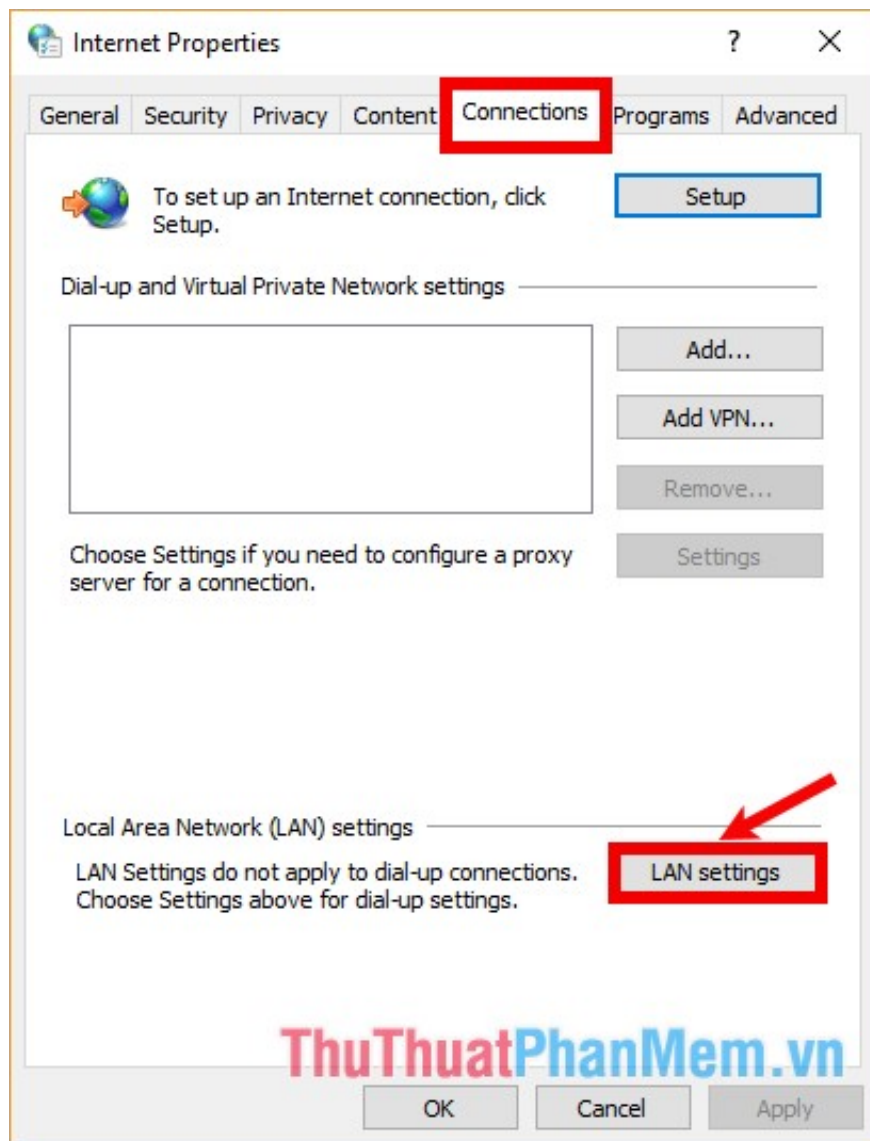 Internet Properties
?
General Security Privacy Content Connections Programs Advanced
To set up an Internet connection, click
Setup.
Setup
Dial-up and Virtual Private Network settings
Add...
Add VPN...
Remove...
Choose Settings if you need to configure a proxy
server for a connection.
Settings
Local Area Network (LAN) settings
LAN Settings do not apply to dial-up connections.
Choose Settings above for dial-up settings.
LAN settings
ThuThuatPhanMem.vn
OK Cancel Apply